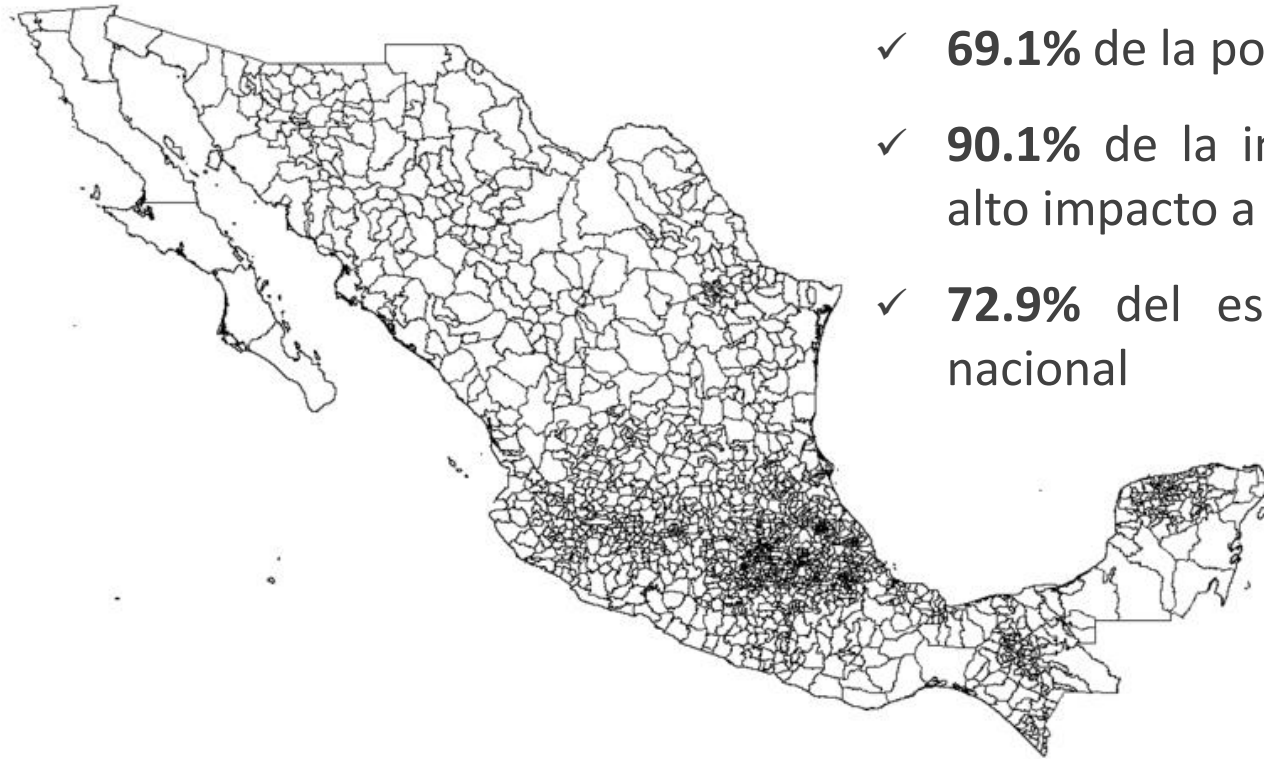 ✓ 69.1% de la po
✓ 90.1% de la in
alto impacto a
✓ 72.9% del es
nacional